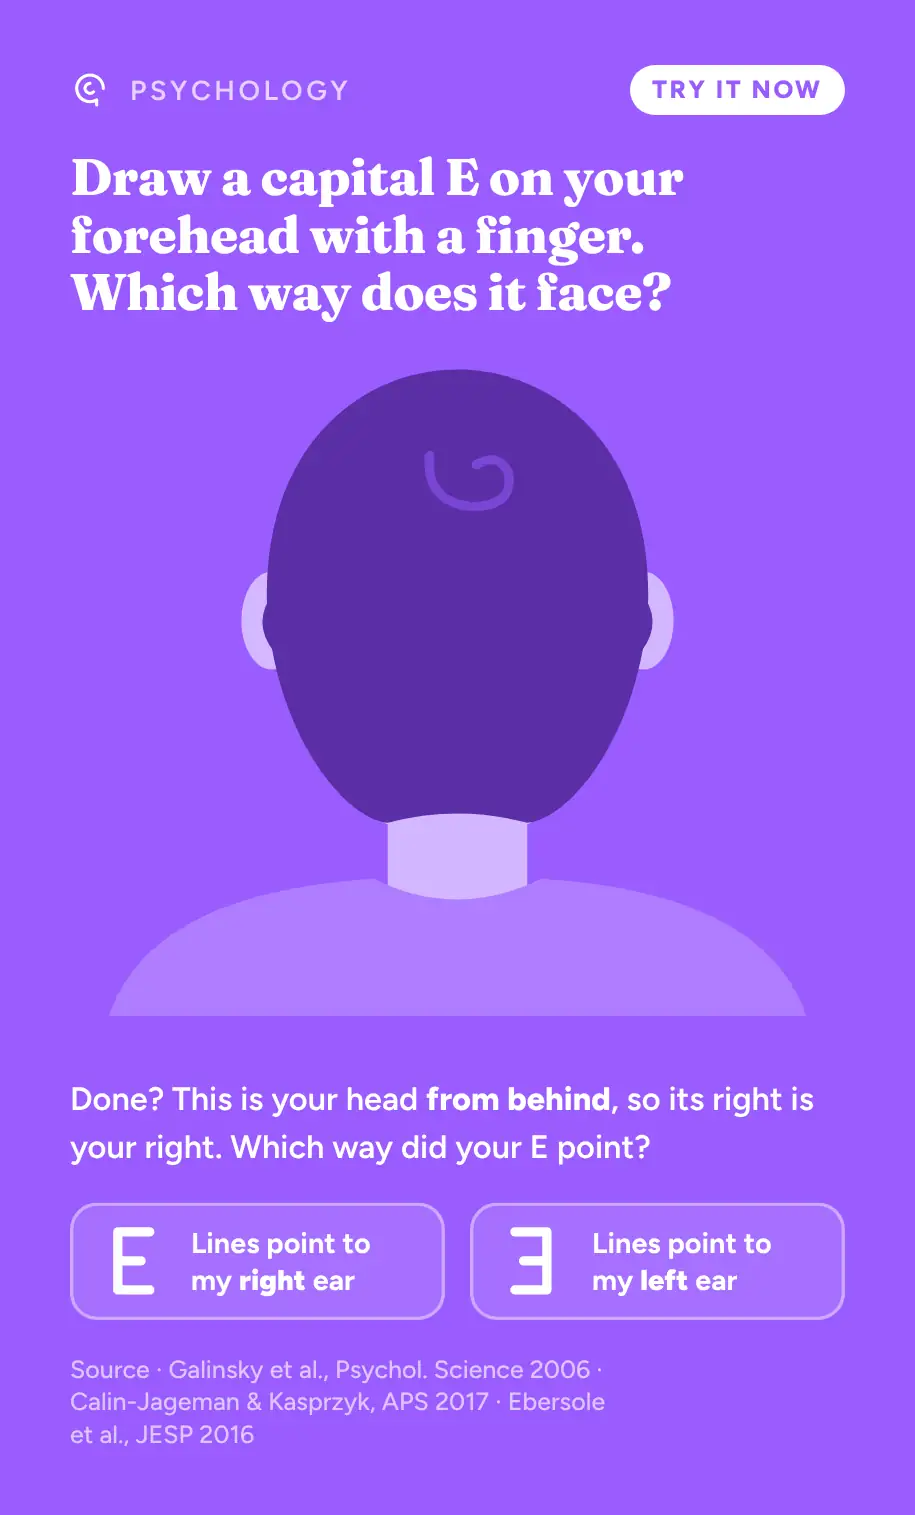 PSYCHOLOGY
TRY IT NOW
Draw a capital E on your
forehead with a finger.
Which way does it face?
Done? This is your head from behind, so its right is
your right. Which way did your E point?
E
Lines point to
my right ear
Ǝ
Lines point to
my left ear
Source · Galinsky et al., Psychol. Science 2006 ·
Calin-Jageman & Kasprzyk, APS 2017 · Ebersole
et al., JESP 2016